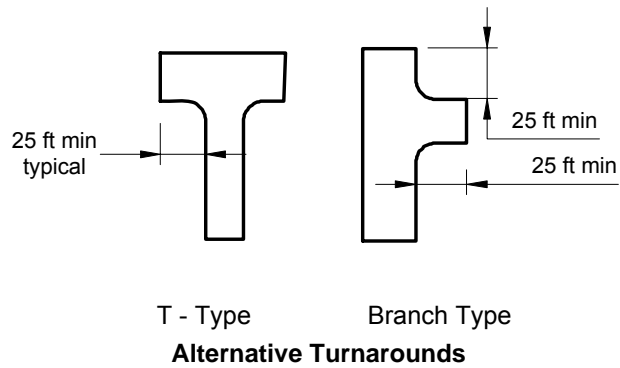 25 ft min
typical
25 ft min
25 ft min
T - Type
Branch Type
Alternative Turnarounds